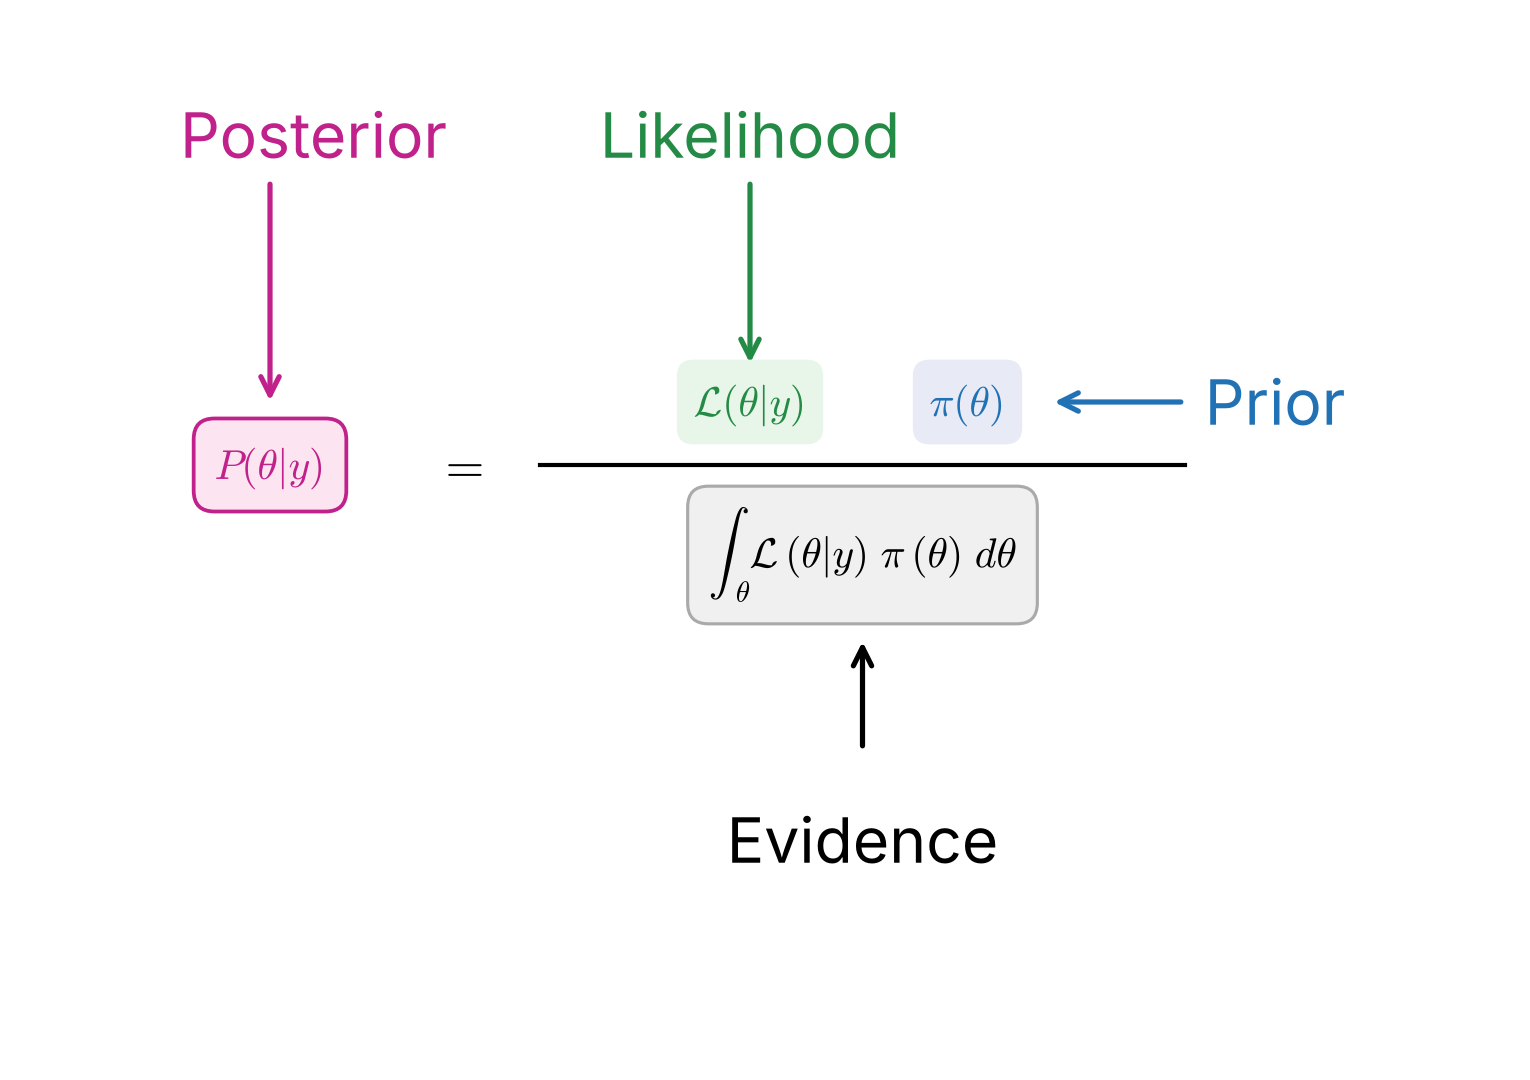 Posterior
Likelihood
ℒ(θ|y) π(θ)
Prior
P(θ|y) =
∫θ ℒ (θ|y) π (θ) dθ
Evidence